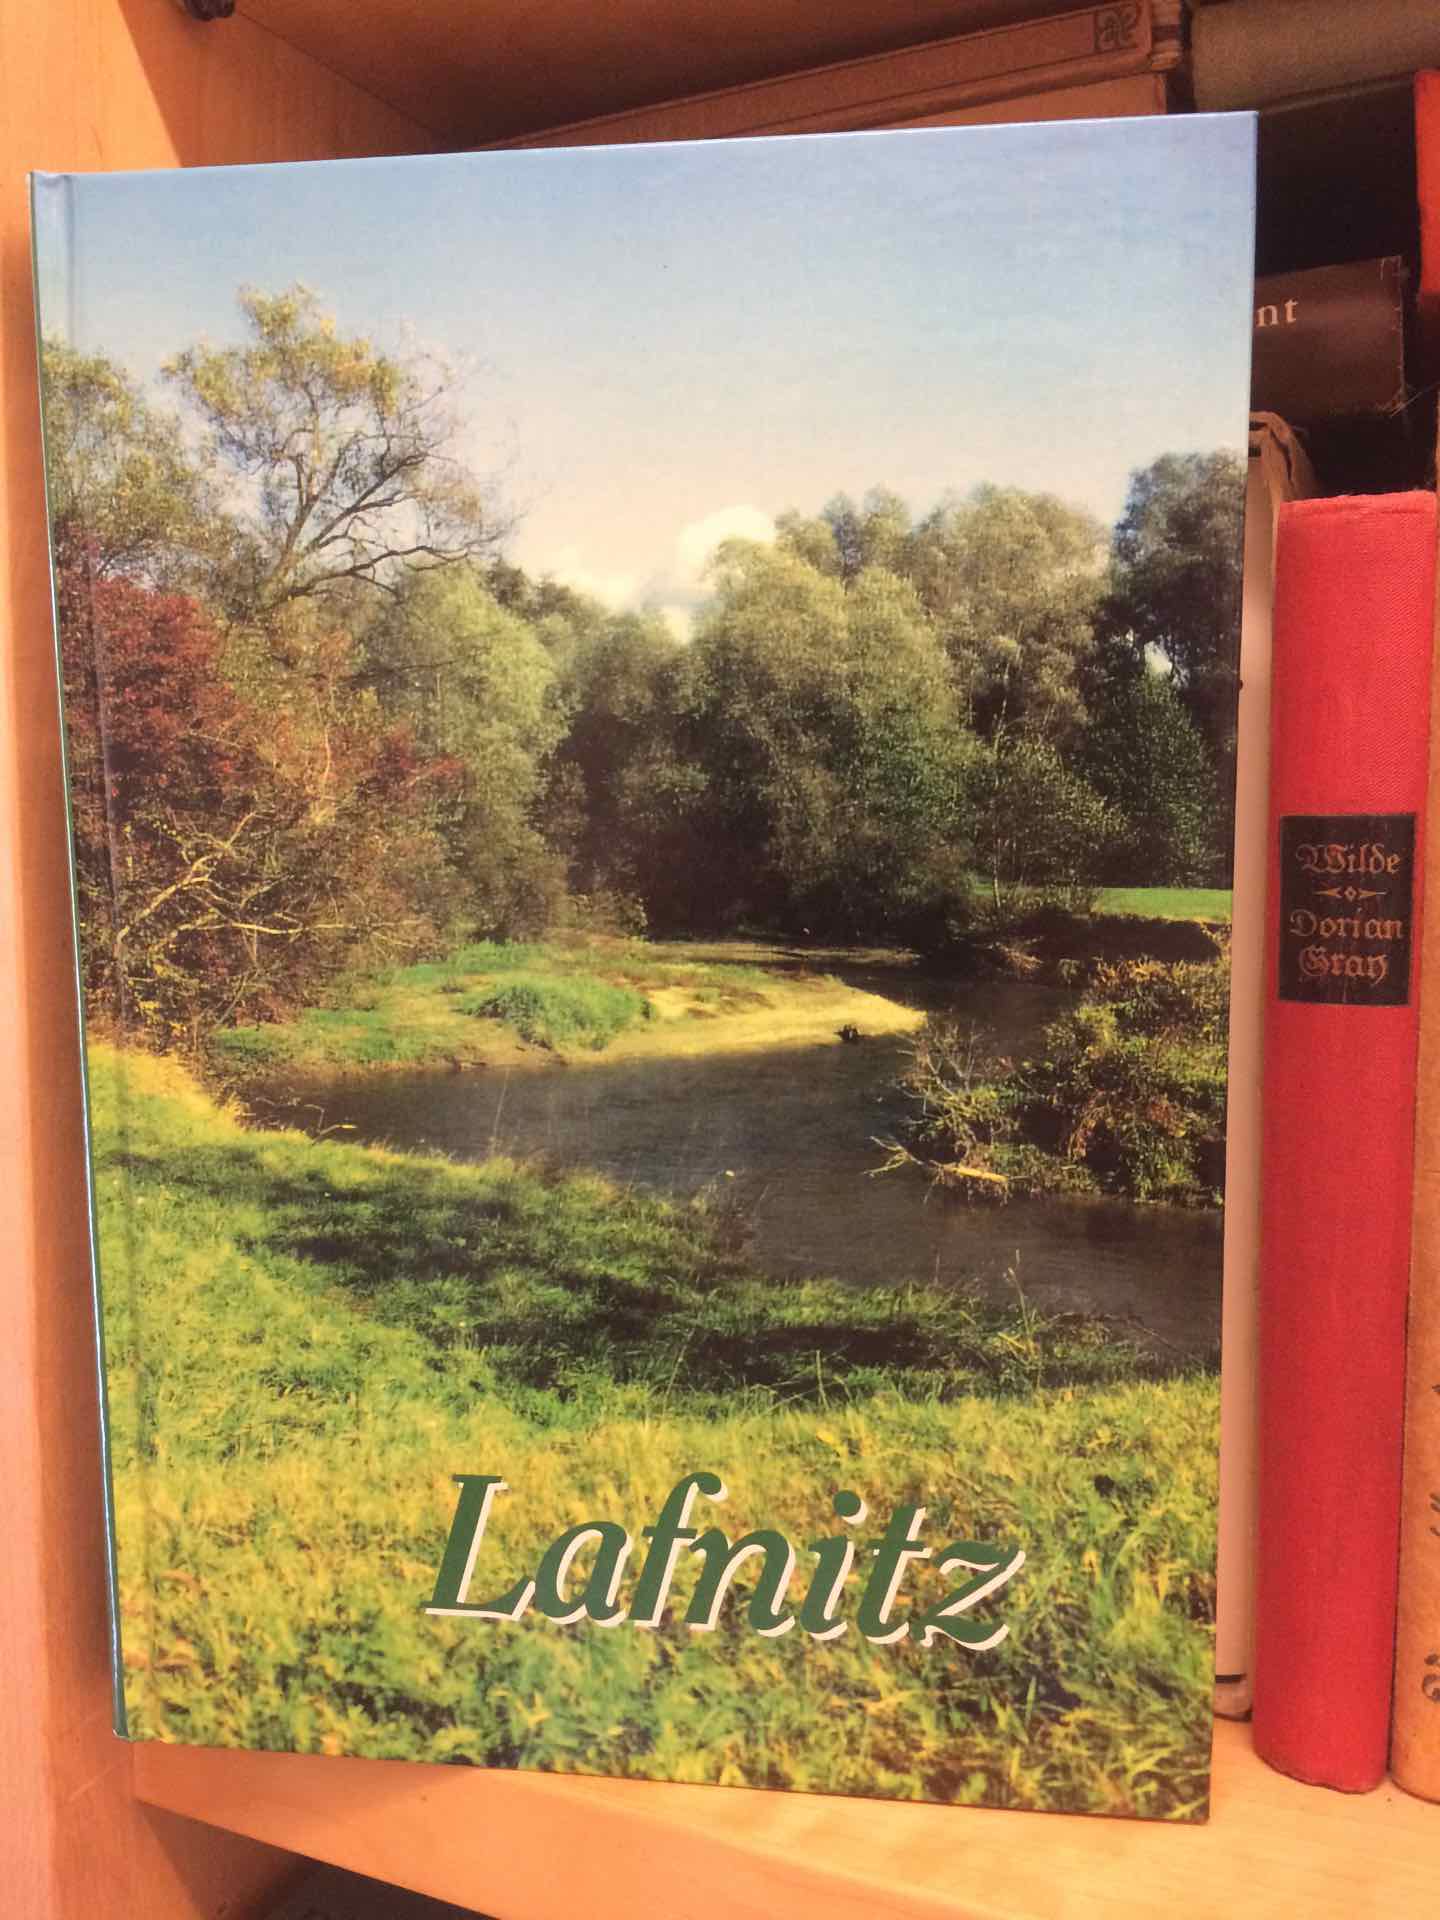 Lafnitz
nt
Wilde
Dorian
Gray